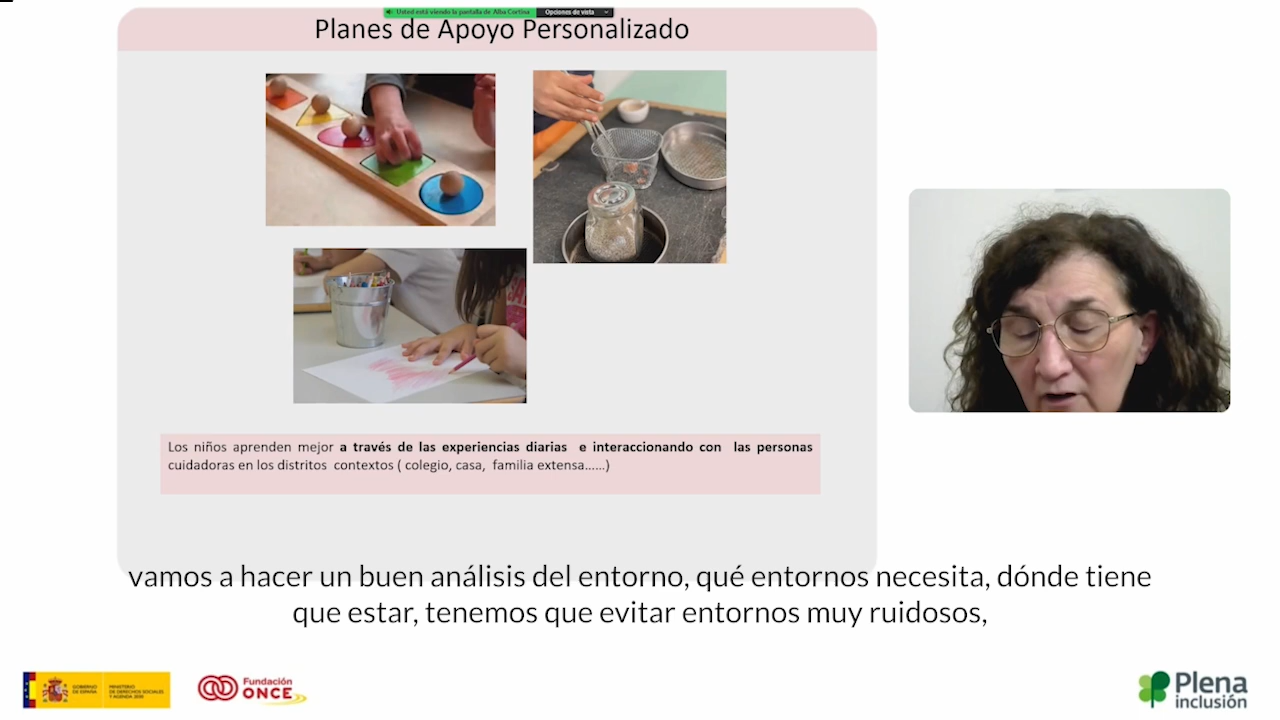 Usted está viendo la pantalla de Alba Cortina
Opciones de vista
Planes de Apoyo Personalizado
Los niños aprenden mejor a través de las experiencias diarias e interaccionando con las personas
cuidadoras en los distritos contextos ( colegio, casa, familia extensa……)
vamos a hacer un buen análisis del entorno, qué entornos necesita, dónde tiene
que estar, tenemos que evitar entornos muy ruidosos,
GOBIERNO
DE ESPAÑA
MINISTERIO
DE DERECHOS SOCIALES
Y AGENDA 2030
Fundación
ONCE
Plena
inclusión